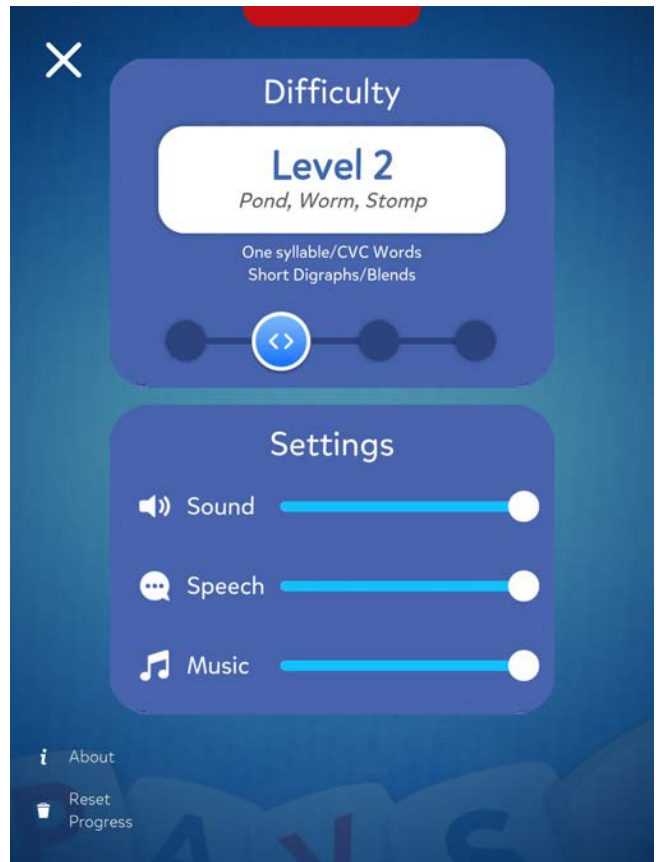 Difficulty
Level 2
Pond, Worm, Stomp
One syllable/CVC Words
Short Digraphs/Blends
Settings
Sound
Speech
Music
i About
Reset
Progress
P A Y S